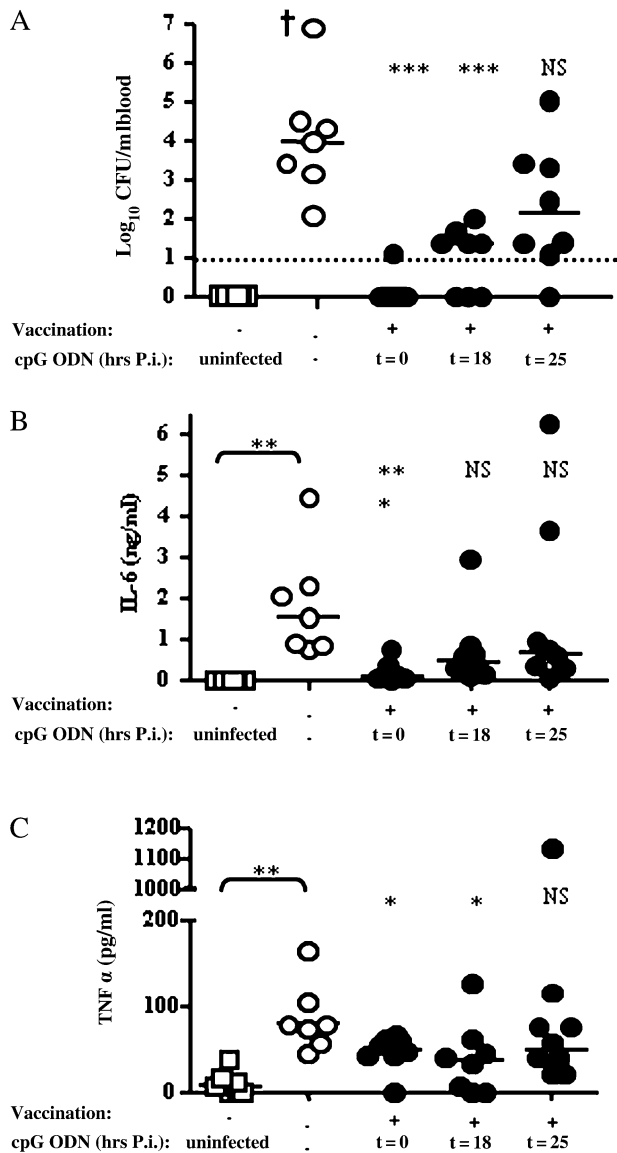 A
Log10 CFU/mlblood
7
6
5
4
3
2
1
0
†
*** *** NS
Vaccination: - - + + +
cpG ODN (hrs P.i.): uninfected - t=0 t=18 t=25
B
IL-6 (ng/ml)
6
5
4
3
2
1
0
**
** NS NS
*
Vaccination: - - + + +
cpG ODN (hrs P.i.): uninfected - t=0 t=18 t=25
C
TNF α (pg/ml)
1200
1100
1000
200
100
0
**
* * NS
Vaccination: - - + + +
cpG ODN (hrs P.i.): uninfected - t=0 t=18 t=25